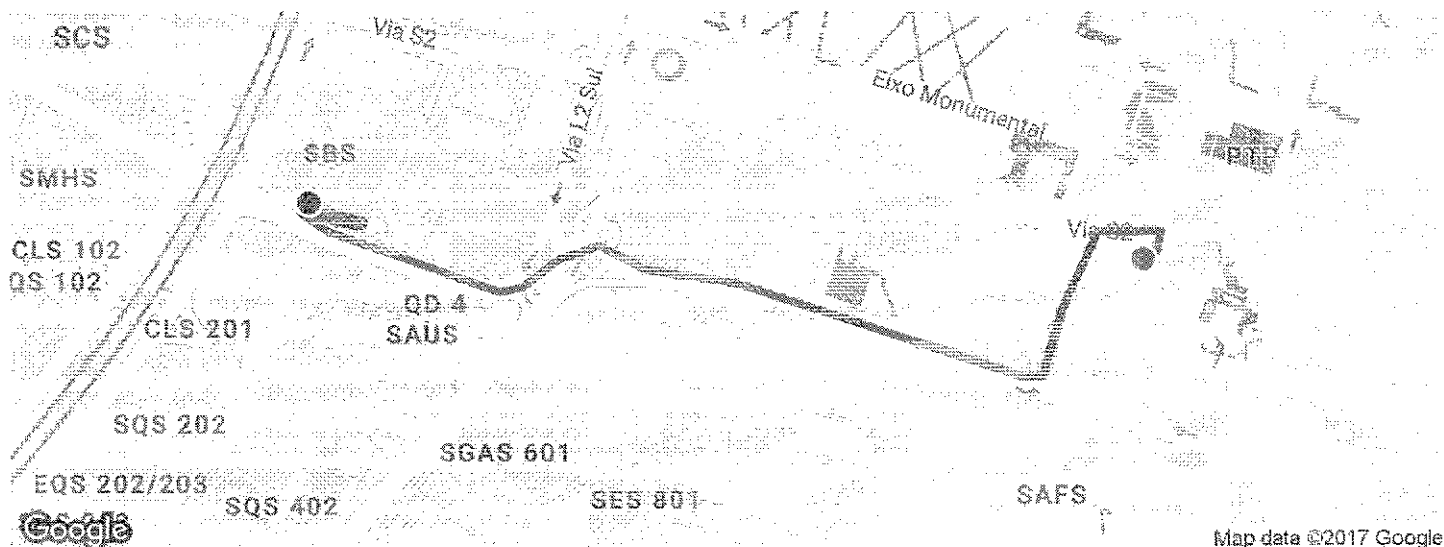 SCS
Via S2
Eixo Monumental
Via L2 Sul
SBS
SMHS
CLS 102
QS 102
QD 4
SAUS
CLS 201
SQS 202
SGAS 601
EQS 202/203
SQS 402
SES 801
SAFS
Google
Map data ©2017 Google